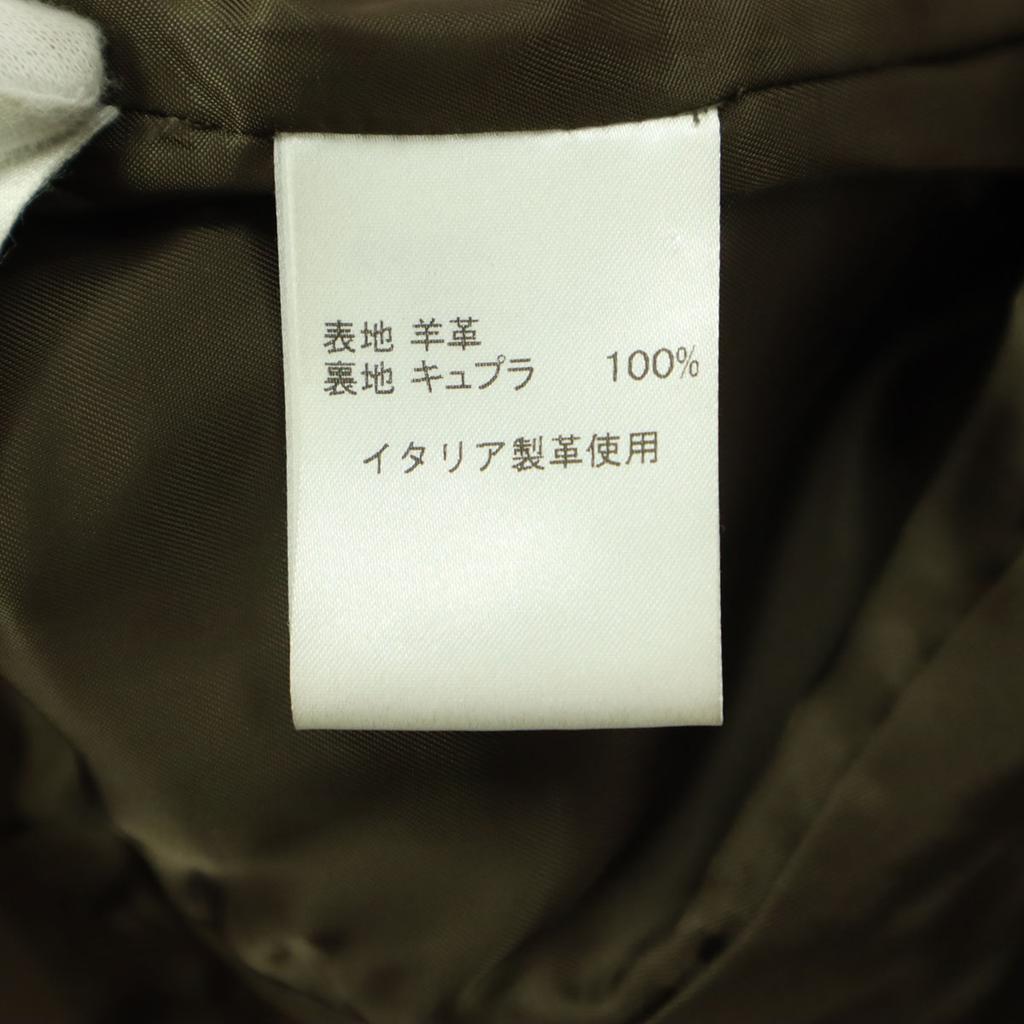 表地 羊革
裏地 キュプラ 100%
イタリア製革使用